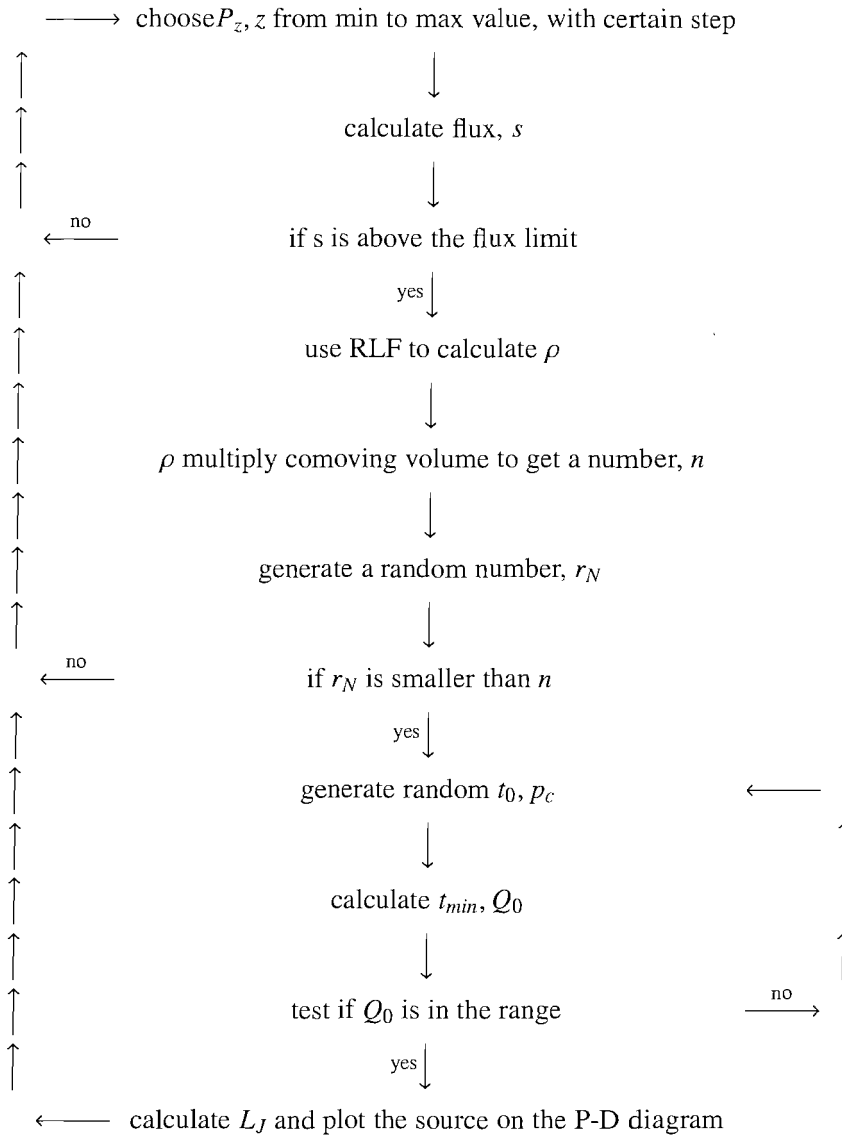 choose P_z, z from min to max value, with certain step
calculate flux, s
no
if s is above the flux limit
yes
use RLF to calculate ρ
ρ multiply comoving volume to get a number, n
generate a random number, r_N
no
if r_N is smaller than n
yes
generate random t_0, p_c
calculate t_min, Q_0
test if Q_0 is in the range
no
yes
calculate L_J and plot the source on the P-D diagram